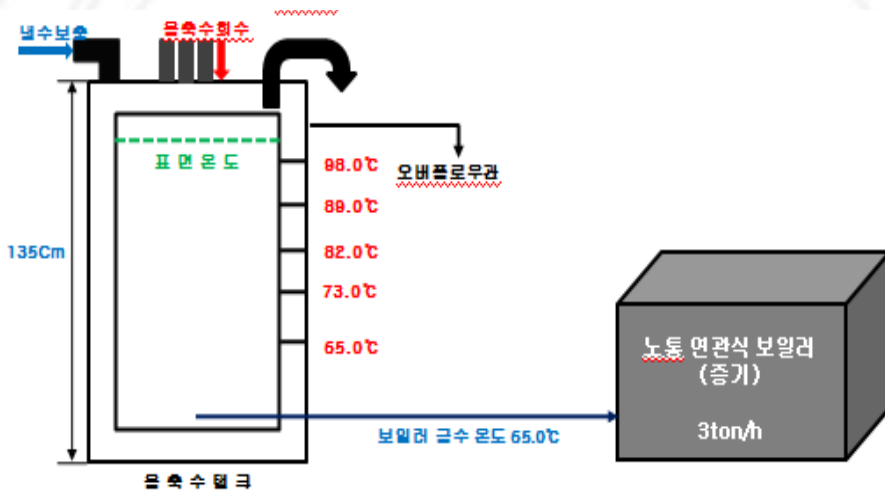 냉수보충
응축수회수
표 면 온 도
98.0℃
오버플로우관
89.0℃
82.0℃
135Cm
73.0℃
65.0℃
노통 연관식 보일러
(증기)
3ton/h
보일러 급수 온도 65.0℃
응 축 수 탱 크